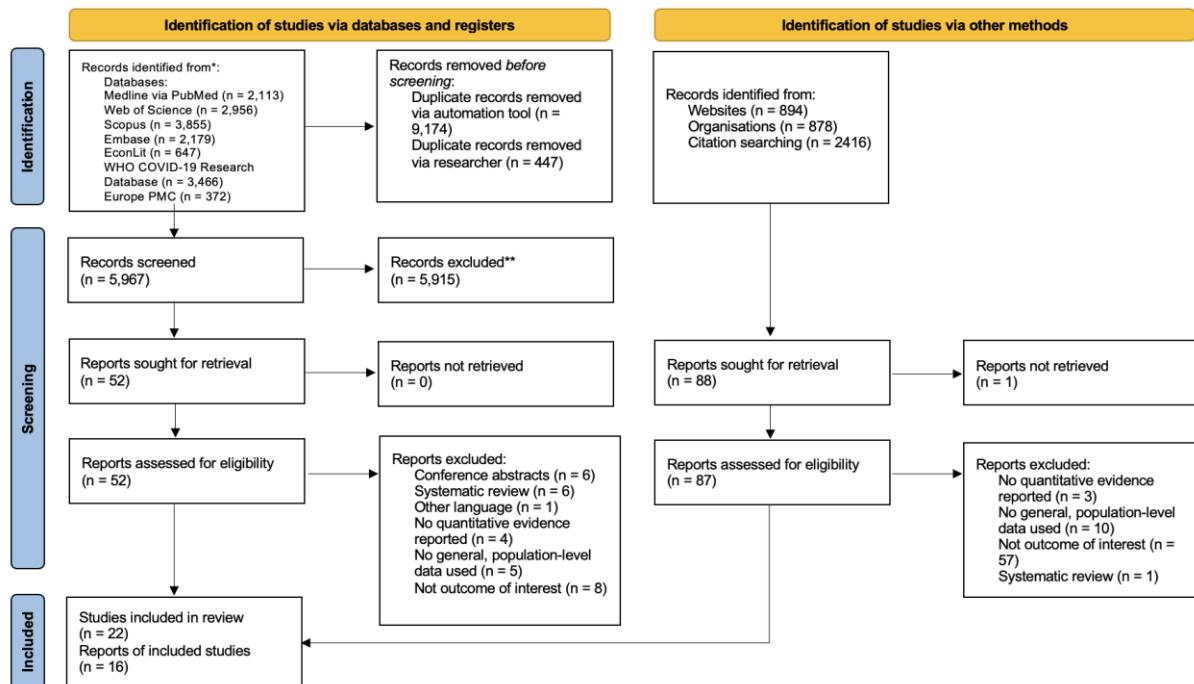 Identification of studies via databases and registers
Identification of studies via other methods
Identification
Records identified from*:
Databases:
Medline via PubMed (n = 2,113)
Web of Science (n = 2,956)
Scopus (n = 3,855)
Embase (n = 2,179)
EconLit (n = 647)
WHO COVID-19 Research
Database (n = 3,466)
Europe PMC (n = 372)
Records removed before
screening:
Duplicate records removed
via automation tool (n =
9,174)
Duplicate records removed
via researcher (n = 447)
Records identified from:
Websites (n = 894)
Organisations (n = 878)
Citation searching (n = 2416)
Screening
Records screened
(n = 5,967)
Records excluded**
(n = 5,915)
Reports sought for retrieval
(n = 52)
Reports not retrieved
(n = 0)
Reports sought for retrieval
(n = 88)
Reports not retrieved
(n = 1)
Reports assessed for eligibility
(n = 52)
Reports excluded:
Conference abstracts (n = 6)
Systematic review (n = 6)
Other language (n = 1)
No quantitative evidence
reported (n = 4)
No general, population-level
data used (n = 5)
Not outcome of interest (n = 8)
Reports assessed for eligibility
(n = 87)
Reports excluded:
No quantitative evidence
reported (n = 3)
No general, population-level
data used (n = 10)
Not outcome of interest (n =
57)
Systematic review (n = 1)
Included
Studies included in review
(n = 22)
Reports of included studies
(n = 16)